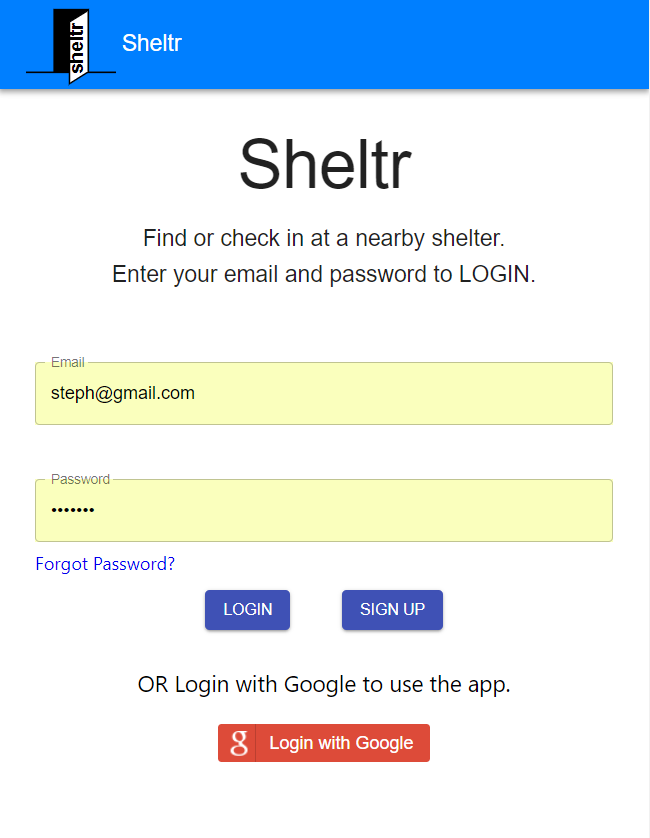 sheltr
Sheltr
Sheltr
Find or check in at a nearby shelter.
Enter your email and password to LOGIN.
Email
steph@gmail.com
Password
•••••••
Forgot Password?
LOGIN
SIGN UP
OR Login with Google to use the app.
g
Login with Google